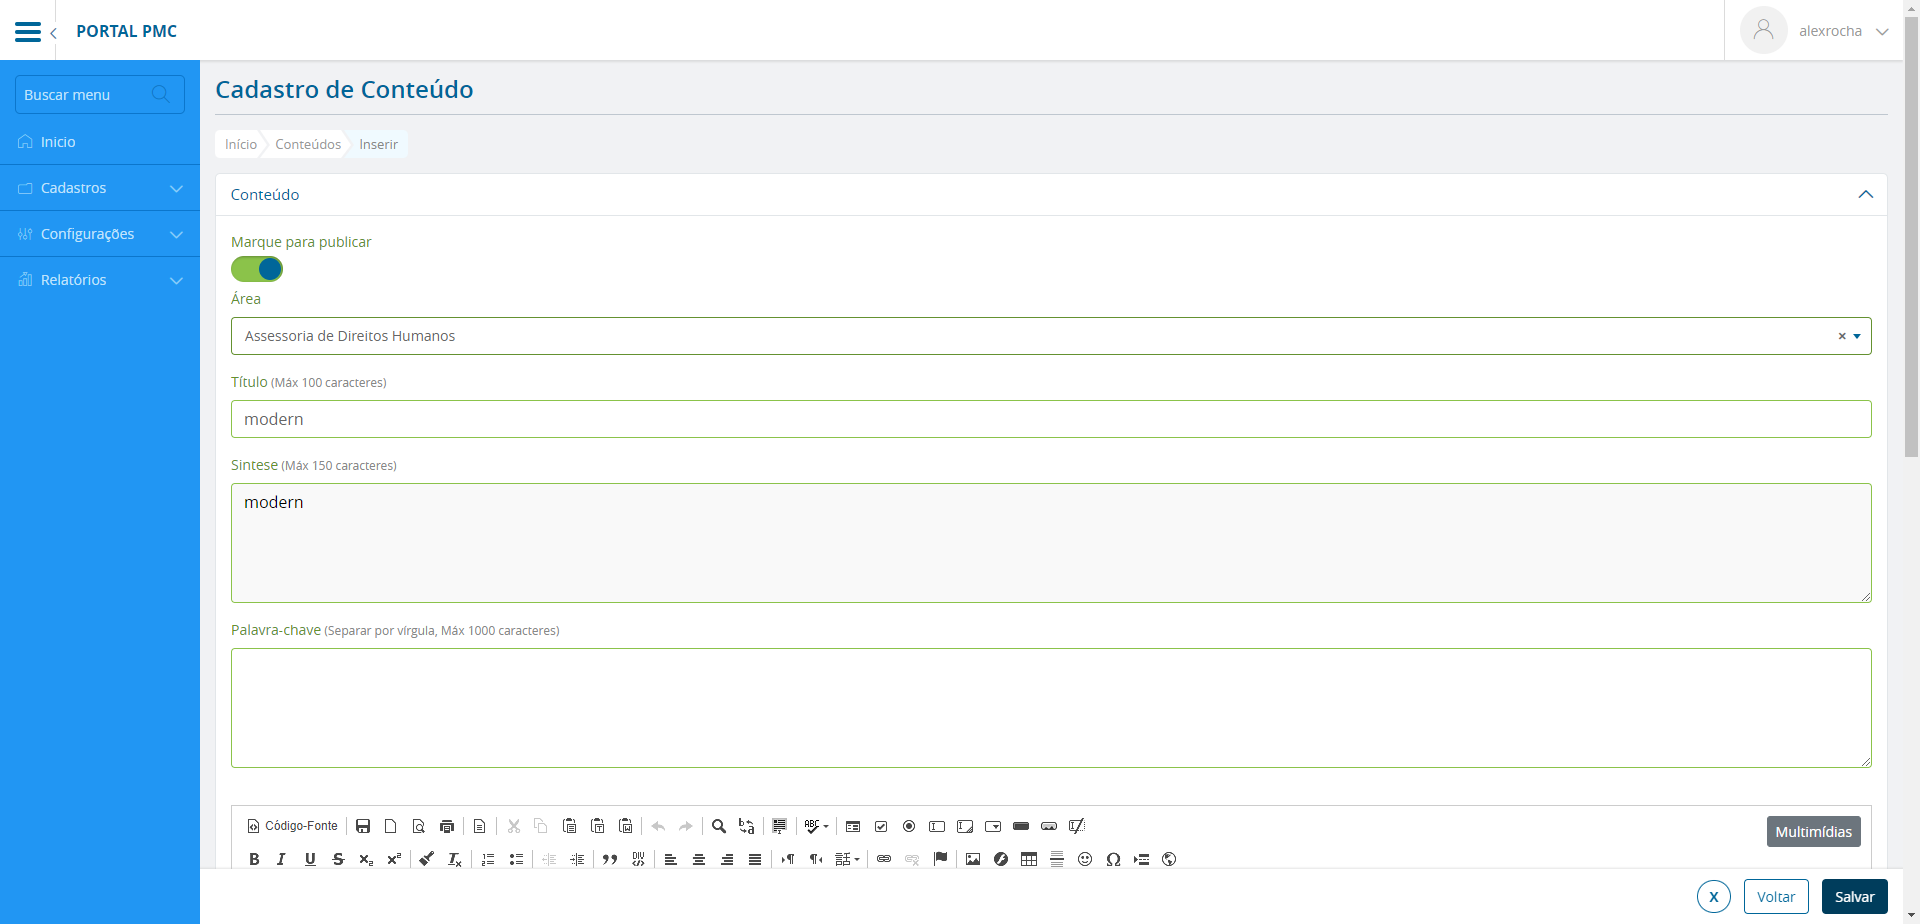 PORTAL PMC
alexrocha
Buscar menu
Inicio
Cadastros
Configurações
Relatórios
Cadastro de Conteúdo
Início
Conteúdos
Inserir
Conteúdo
Marque para publicar
Área
Assessoria de Direitos Humanos
×
Título (Máx 100 caracteres)
modern
Sintese (Máx 150 caracteres)
modern
Palavra-chave (Separar por vírgula, Máx 1000 caracteres)
Código-Fonte
Multimídias
X
Voltar
Salvar